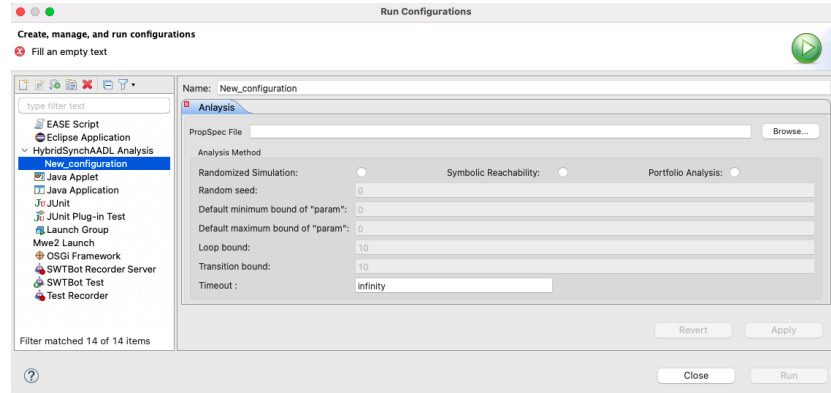 Run Configurations
Create, manage, and run configurations
Fill an empty text
type filter text
EASE Script
Eclipse Application
HybridSynchAADL Analysis
New_configuration
Java Applet
Java Application
JUnit
JUnit Plug-in Test
Launch Group
Mwe2 Launch
OSGi Framework
SWTBot Recorder Server
SWTBot Test
Test Recorder
Filter matched 14 of 14 items
Name: New_configuration
Anlaysis
PropSpec File Browse...
Analysis Method
Randomized Simulation: Symbolic Reachability: Portfolio Analysis:
Random seed: 0
Default minimum bound of "param": 0
Default maximum bound of "param": 0
Loop bound: 10
Transition bound: 10
Timeout : infinity
Revert Apply
Close Run